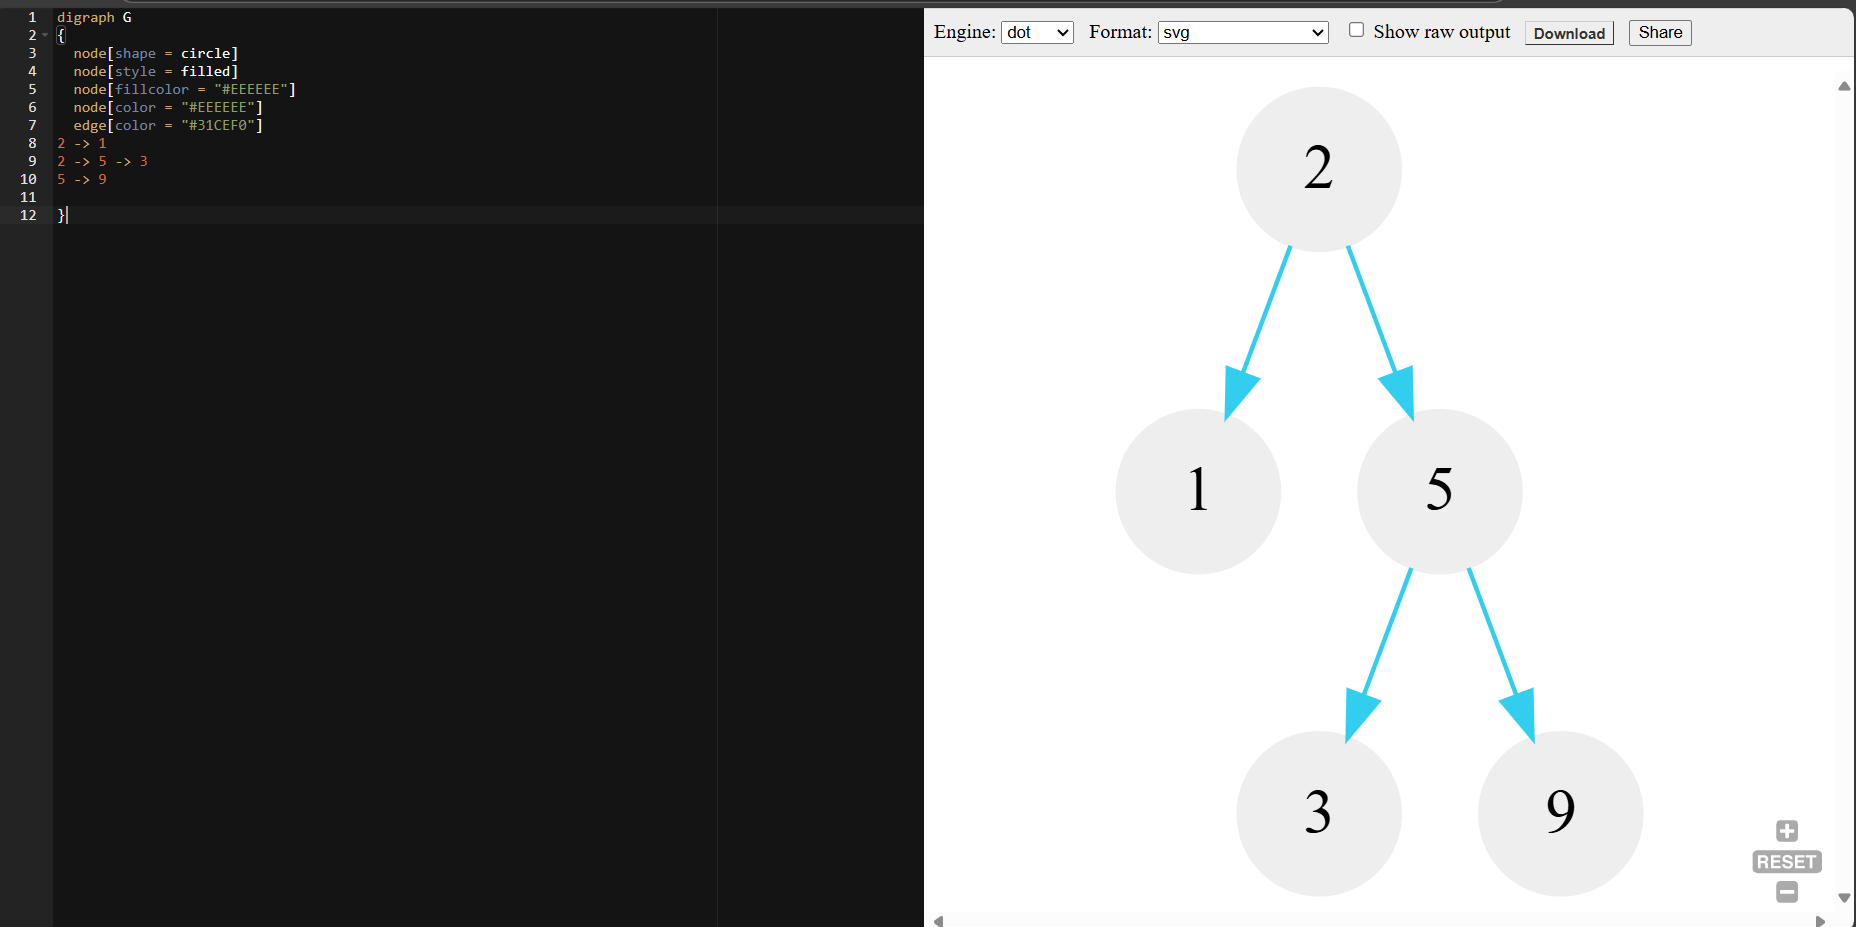 1 digraph G
2 {
3 node[shape = circle]
4 node[style = filled]
5 node[fillcolor = "#EEEEEE"]
6 node[color = "#EEEEEE"]
7 edge[color = "#31CEF0"]
8 2 -> 1
9 2 -> 5 -> 3
10 5 -> 9
11
12 }
Engine: dot Format: svg Show raw output Download Share
2
1 5
3 9
RESET